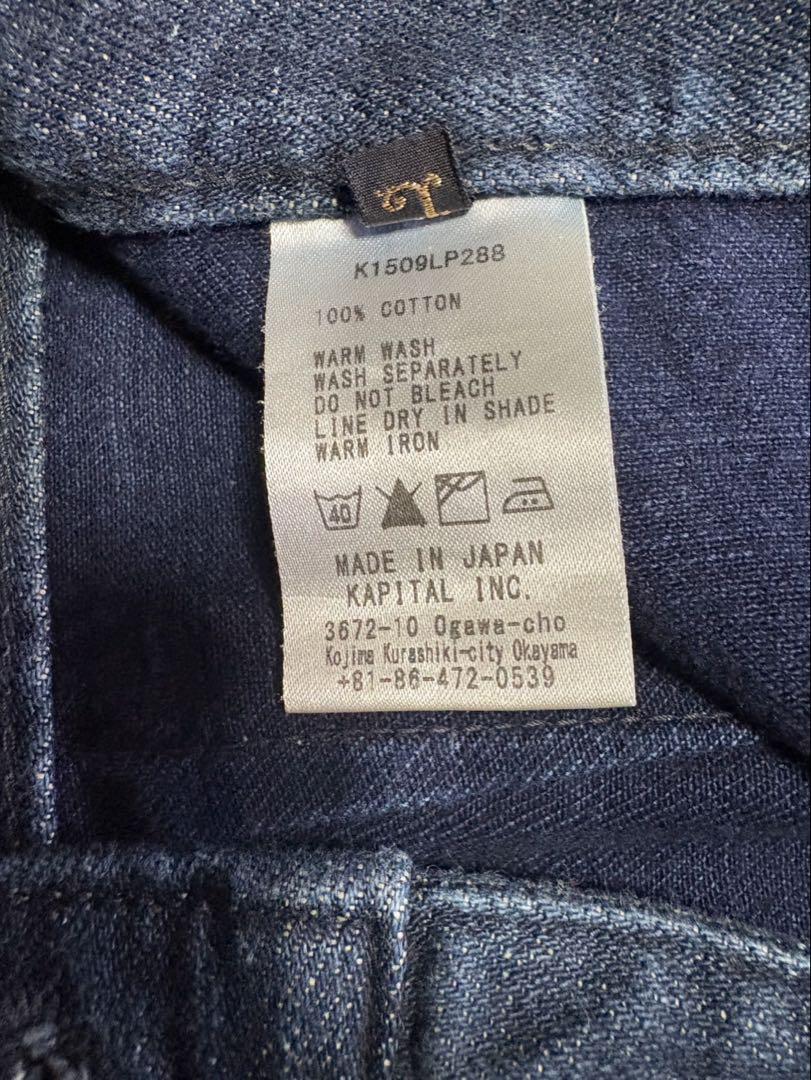 K1509LP288
100% COTTON
WARM WASH
WASH SEPARATELY
DO NOT BLEACH
LINE DRY IN SHADE
WARM IRON
40
MADE IN JAPAN
KAPITAL INC.
3672-10 Ogawa-cho
Kojima Kurashiki-city Okayama
+81-86-472-0539